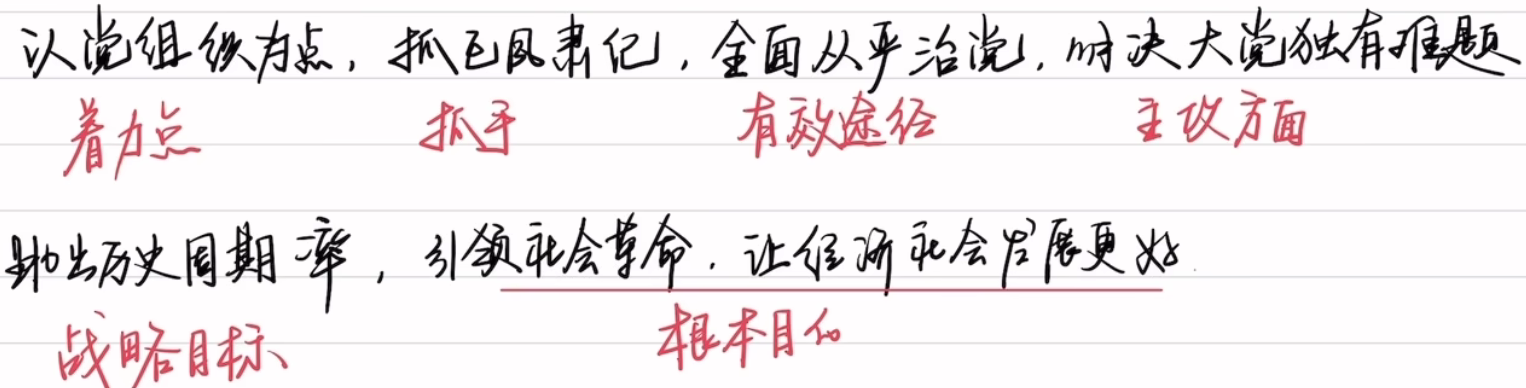 以党组织为点，抓正风肃纪，全面从严治党，解决大党独有难题
着力点 抓手 有效途径 主攻方面
跳出历史周期率，引领社会革命．让经济社会发展更好
战略目标 根本目的